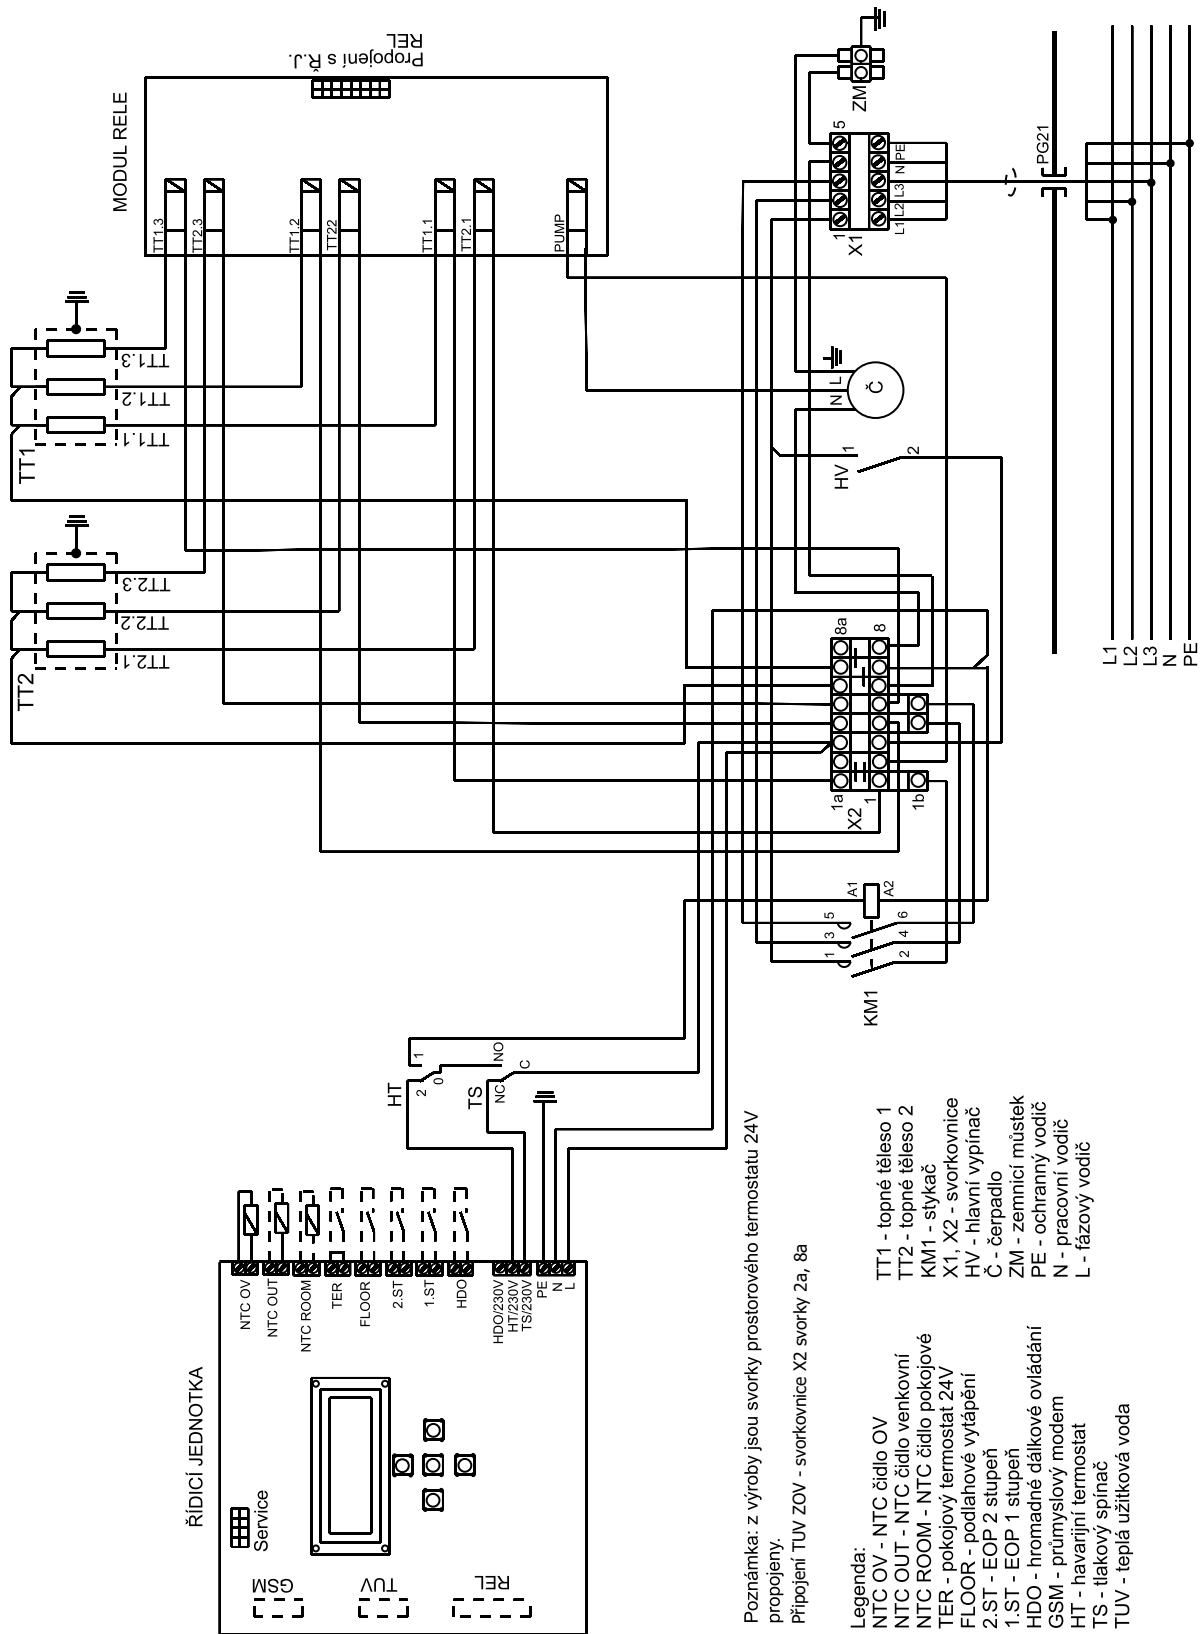 ŘÍDICÍ JEDNOTKA
Service
GSM
TUV
REL
NTC OV
NTC OUT
NTC ROOM
TER
FLOOR
2.ST
1.ST
HDO
HDO/230V
HT/230V
TS/230V
PE
N
L
HT
2
1
0
TS
NC
NO
C
KM1
1
3
5
2
4
6
A1
A2
X2
1a
1
1b
8a
8
HV
1
2
Č
N
L
X1
1
5
L1
L2
L3
N
PE
ZM
PG21
L1
L2
L3
N
PE
TT2
TT2.1
TT2.2
TT2.3
TT1
TT1.1
TT1.2
TT1.3
MODUL RELE
TT1.3
TT2.3
TT1.2
TT22
TT1.1
TT2.1
PUMP
Propojení s Ř.J.
REL
Poznámka: z výroby jsou svorky prostorového termostatu 24V
propojeny.
Připojení TUV ZOV - svorkovnice X2 svorky 2a, 8a
Legenda:
NTC OV - NTC čidlo OV
NTC OUT - NTC čidlo venkovní
NTC ROOM - NTC čidlo pokojové
TER - pokojový termostat 24V
FLOOR - podlahové vytápění
2.ST - EOP 2 stupeň
1.ST - EOP 1 stupeň
HDO - hromadné dálkové ovládání
GSM - průmyslový modem
HT - havarijní termostat
TS - tlakový spínač
TUV - teplá užitková voda
TT1 - topné těleso 1
TT2 - topné těleso 2
KM1 - stykač
X1, X2 - svorkovnice
HV - hlavní vypínač
Č - čerpadlo
ZM - zemnicí můstek
PE - ochranný vodič
N - pracovní vodič
L - fázový vodič